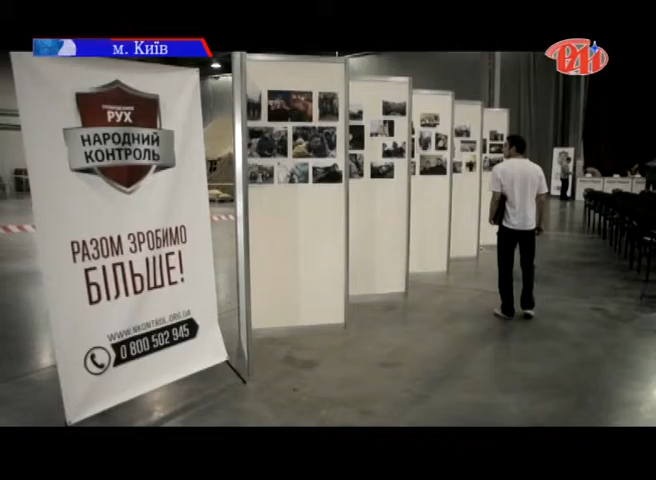 м. Київ
РУХ
НАРОДНИЙ
КОНТРОЛЬ
РАЗОМ ЗРОБИМО
БІЛЬШЕ!
WWW.NKONTROL.ORG.UA
0 800 502 945